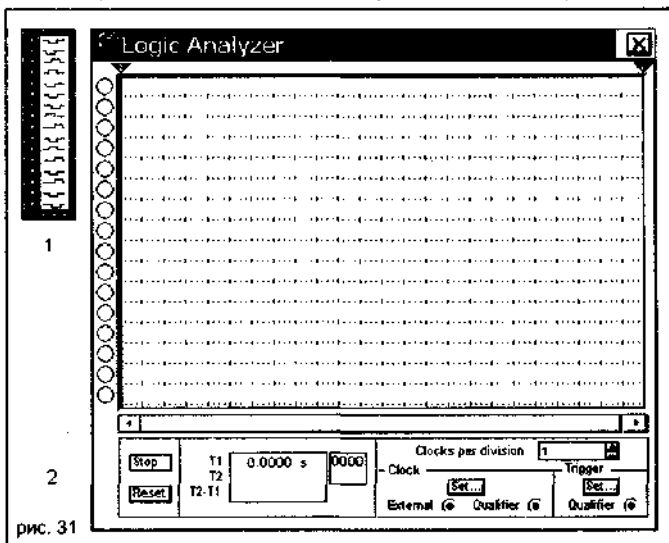 Logic Analyzer
1
Clocks per division 1
Stop
T1 0.0000 s 0000
Clock
Trigger
T2
2
Set...
Set...
Reset
T2-T1
External
Qualifier
Qualifier
рис. 31